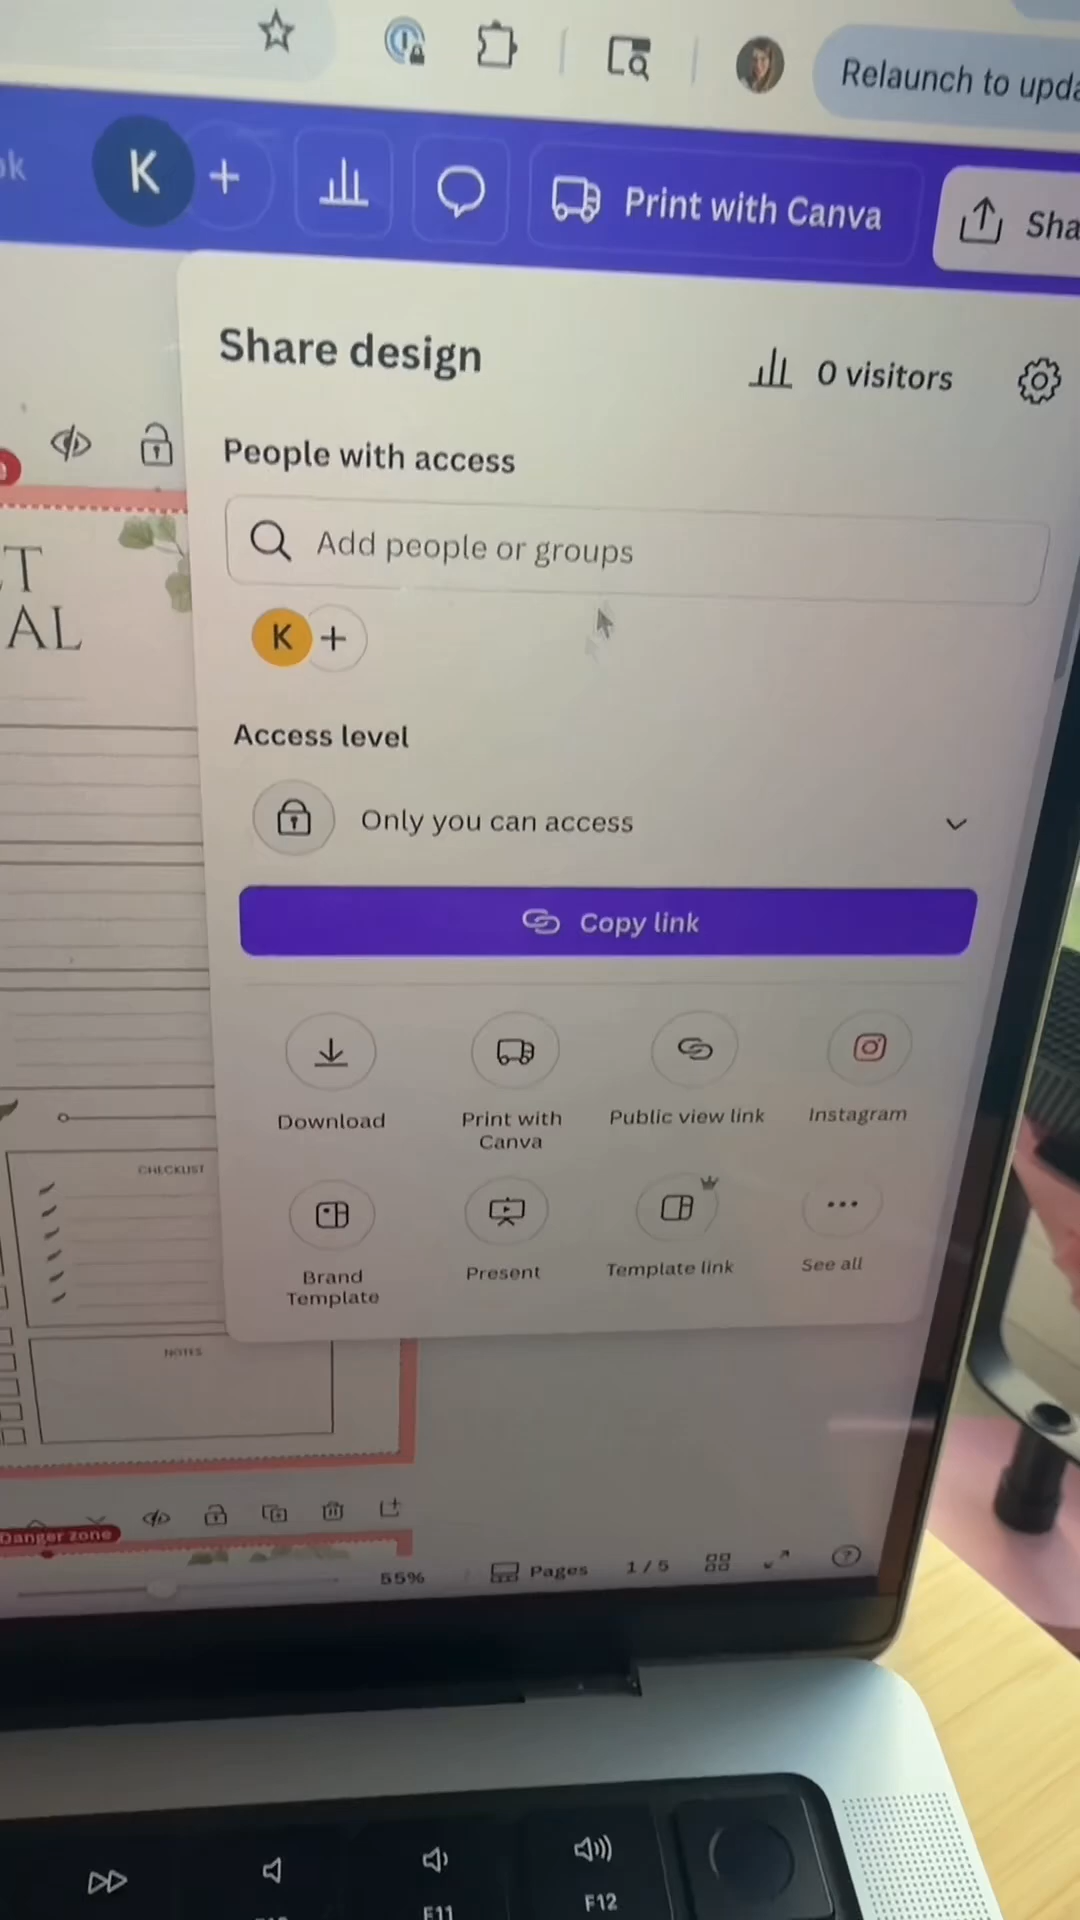 Relaunch to upda
ok
K
+
Print with Canva
Sha
Share design
0 visitors
People with access
Add people or groups
K +
T
AL
Access level
Only you can access
Copy link
Download
Print with
Canva
Public view link
Instagram
CHECKLIST
Brand
Template
Present
Template link
See all
NOTES
Danger zone
55%
Pages
1 / 5
F11
F12